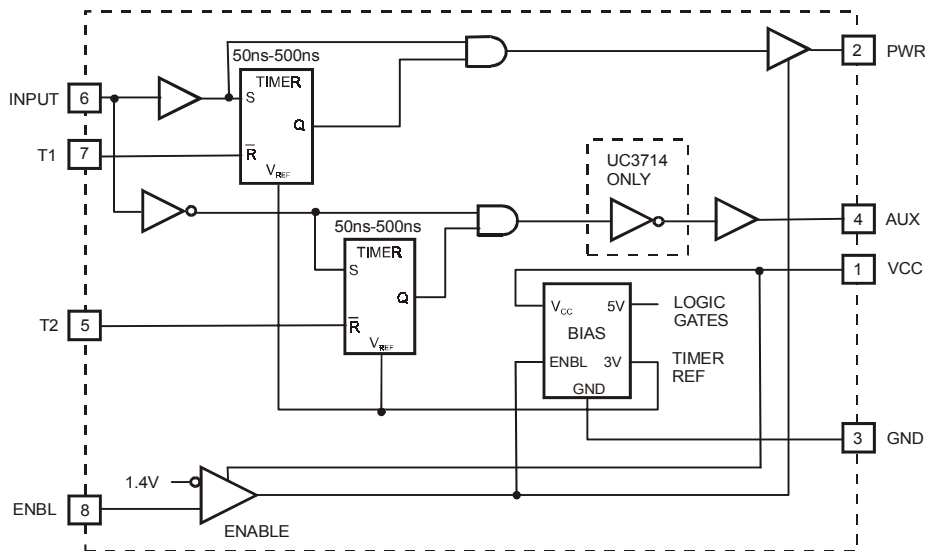 50ns-500ns
TIMER
S
Q
R
VREF
INPUT
6
T1
7
2
PWR
UC3714
ONLY
50ns-500ns
TIMER
S
Q
R
VREF
4
AUX
1
VCC
T2
5
VCC
5V
BIAS
ENBL
3V
GND
LOGIC
GATES
TIMER
REF
3
GND
1.4V
ENBL
8
ENABLE